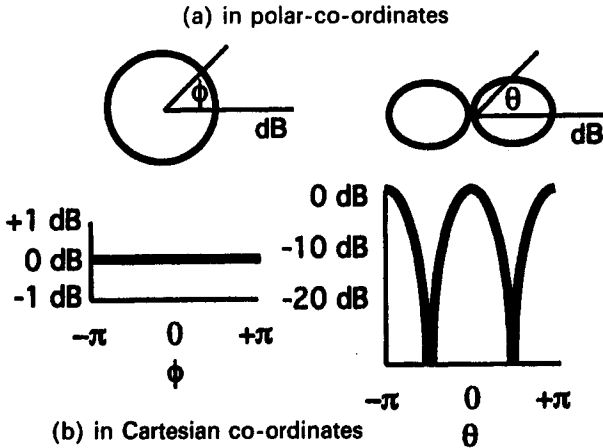 (a) in polar-co-ordinates
ϕ
dB
θ
dB
+1 dB
0 dB
-1 dB
-π 0 +π
ϕ
0 dB
-10 dB
-20 dB
-π 0 +π
θ
(b) in Cartesian co-ordinates